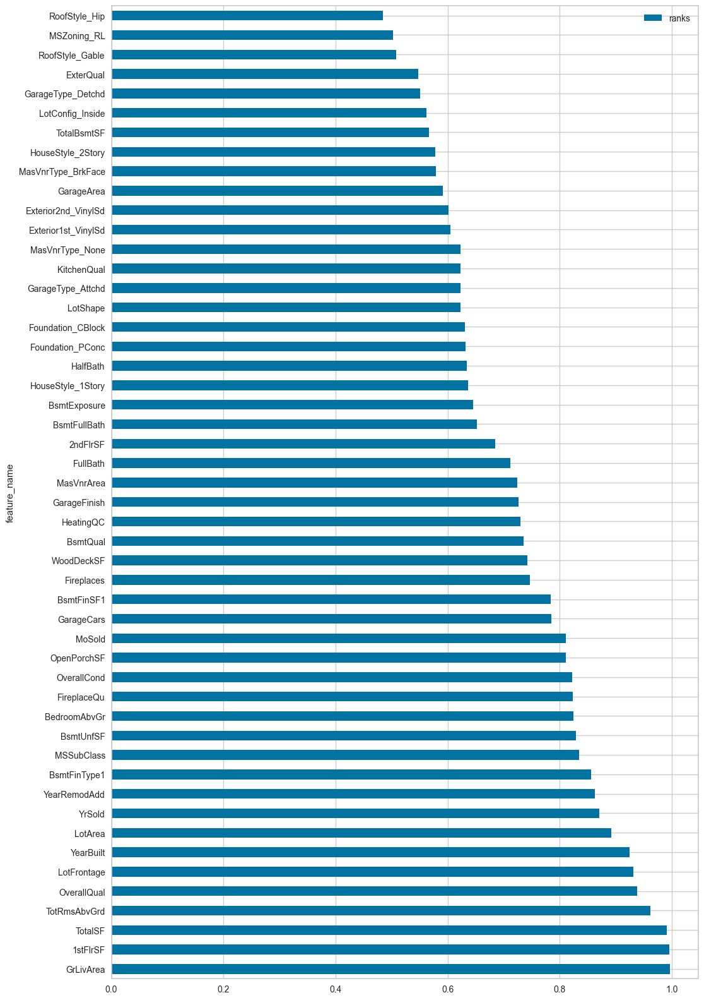 RoofStyle_Hip
ranks
MSZoning_RL
RoofStyle_Gable
ExterQual
GarageType_Detchd
LotConfig_Inside
TotalBsmtSF
HouseStyle_2Story
MasVnrType_BrkFace
GarageArea
Exterior2nd_VinylSd
Exterior1st_VinylSd
MasVnrType_None
KitchenQual
GarageType_Attchd
LotShape
Foundation_CBlock
Foundation_PConc
HalfBath
HouseStyle_1Story
BsmtExposure
BsmtFullBath
2ndFlrSF
FullBath
MasVnrArea
feature_name
GarageFinish
HeatingQC
BsmtQual
WoodDeckSF
Fireplaces
BsmtFinSF1
GarageCars
MoSold
OpenPorchSF
OverallCond
FireplaceQu
BedroomAbvGr
BsmtUnfSF
MSSubClass
BsmtFinType1
YearRemodAdd
YrSold
LotArea
YearBuilt
LotFrontage
OverallQual
TotRmsAbvGrd
TotalSF
1stFlrSF
GrLivArea
0.0 0.2 0.4 0.6 0.8 1.0